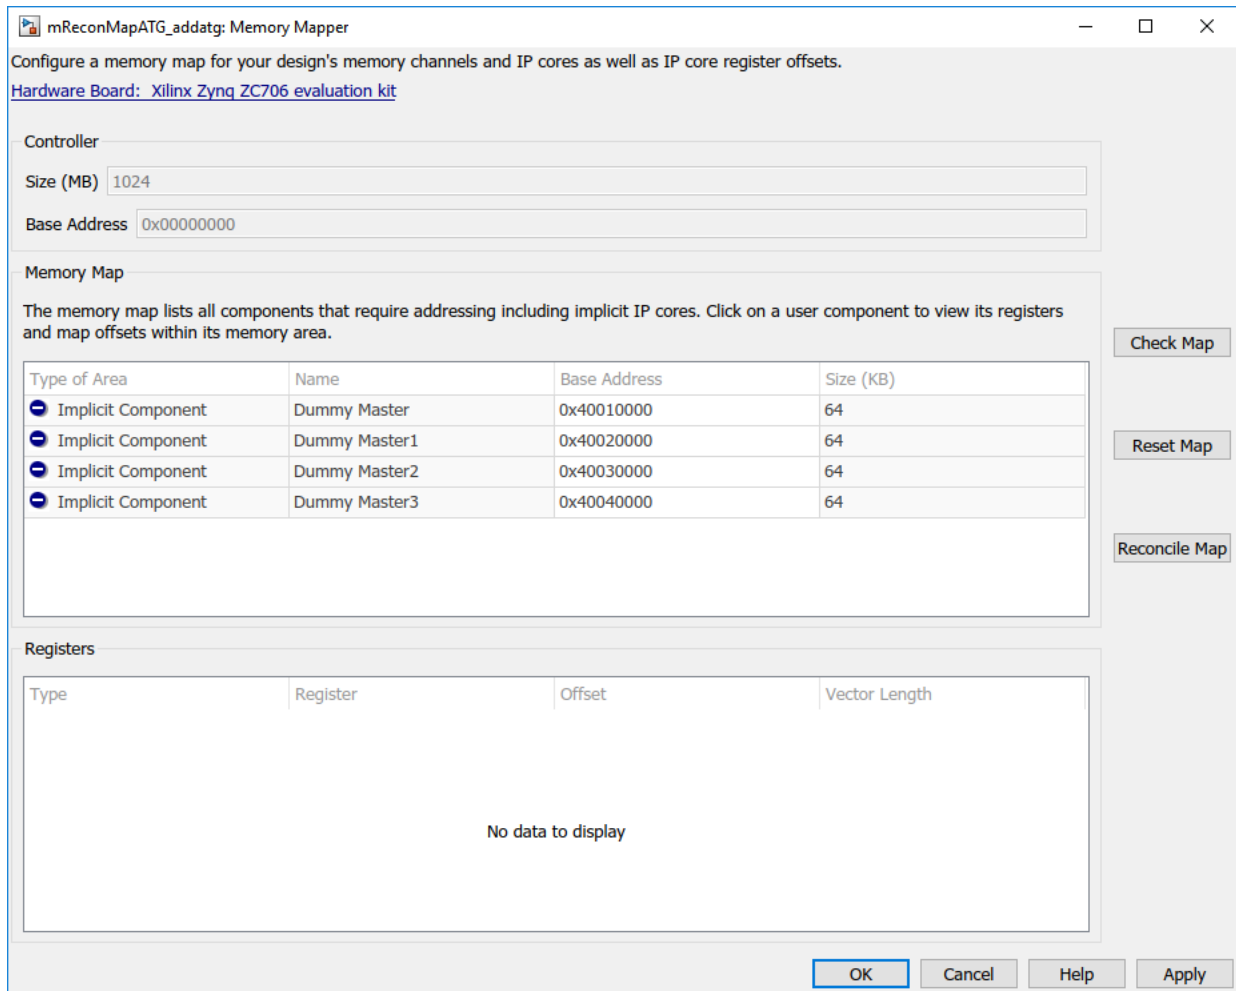 mReconMapATG_addatg: Memory Mapper
Configure a memory map for your design's memory channels and IP cores as well as IP core register offsets.
Hardware Board: Xilinx Zynq ZC706 evaluation kit
Controller
Size (MB) 1024
Base Address 0x00000000
Memory Map
The memory map lists all components that require addressing including implicit IP cores. Click on a user component to view its registers
and map offsets within its memory area.
Check Map
Type of Area Name Base Address Size (KB)
Implicit Component Dummy Master 0x40010000 64
Implicit Component Dummy Master1 0x40020000 64
Reset Map
Implicit Component Dummy Master2 0x40030000 64
Implicit Component Dummy Master3 0x40040000 64
Reconcile Map
Registers
Type Register Offset Vector Length
No data to display
OK Cancel Help Apply